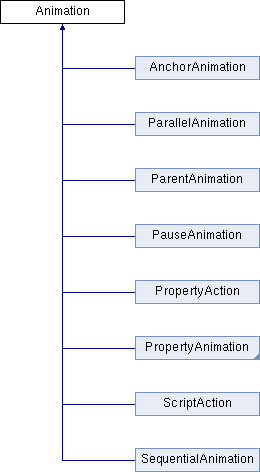 Animation
AnchorAnimation
ParallelAnimation
ParentAnimation
PauseAnimation
PropertyAction
PropertyAnimation
ScriptAction
SequentialAnimation